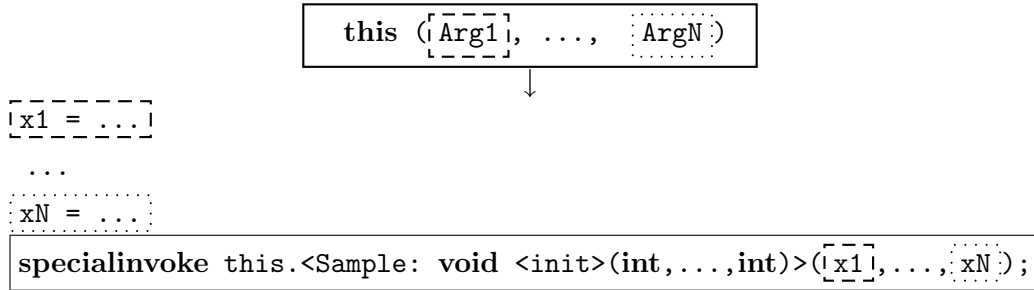 this (Arg1, ..., ArgN)
↓
x1 = ...
...
xN = ...
specialinvoke this.<Sample: void <init>(int,...,int)>(x1,...,xN);